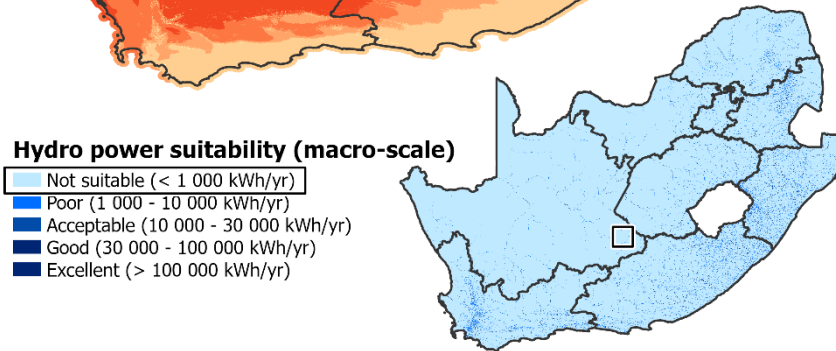 Hydro power suitability (macro-scale)
Not suitable (< 1 000 kWh/yr)
Poor (1 000 - 10 000 kWh/yr)
Acceptable (10 000 - 30 000 kWh/yr)
Good (30 000 - 100 000 kWh/yr)
Excellent (> 100 000 kWh/yr)